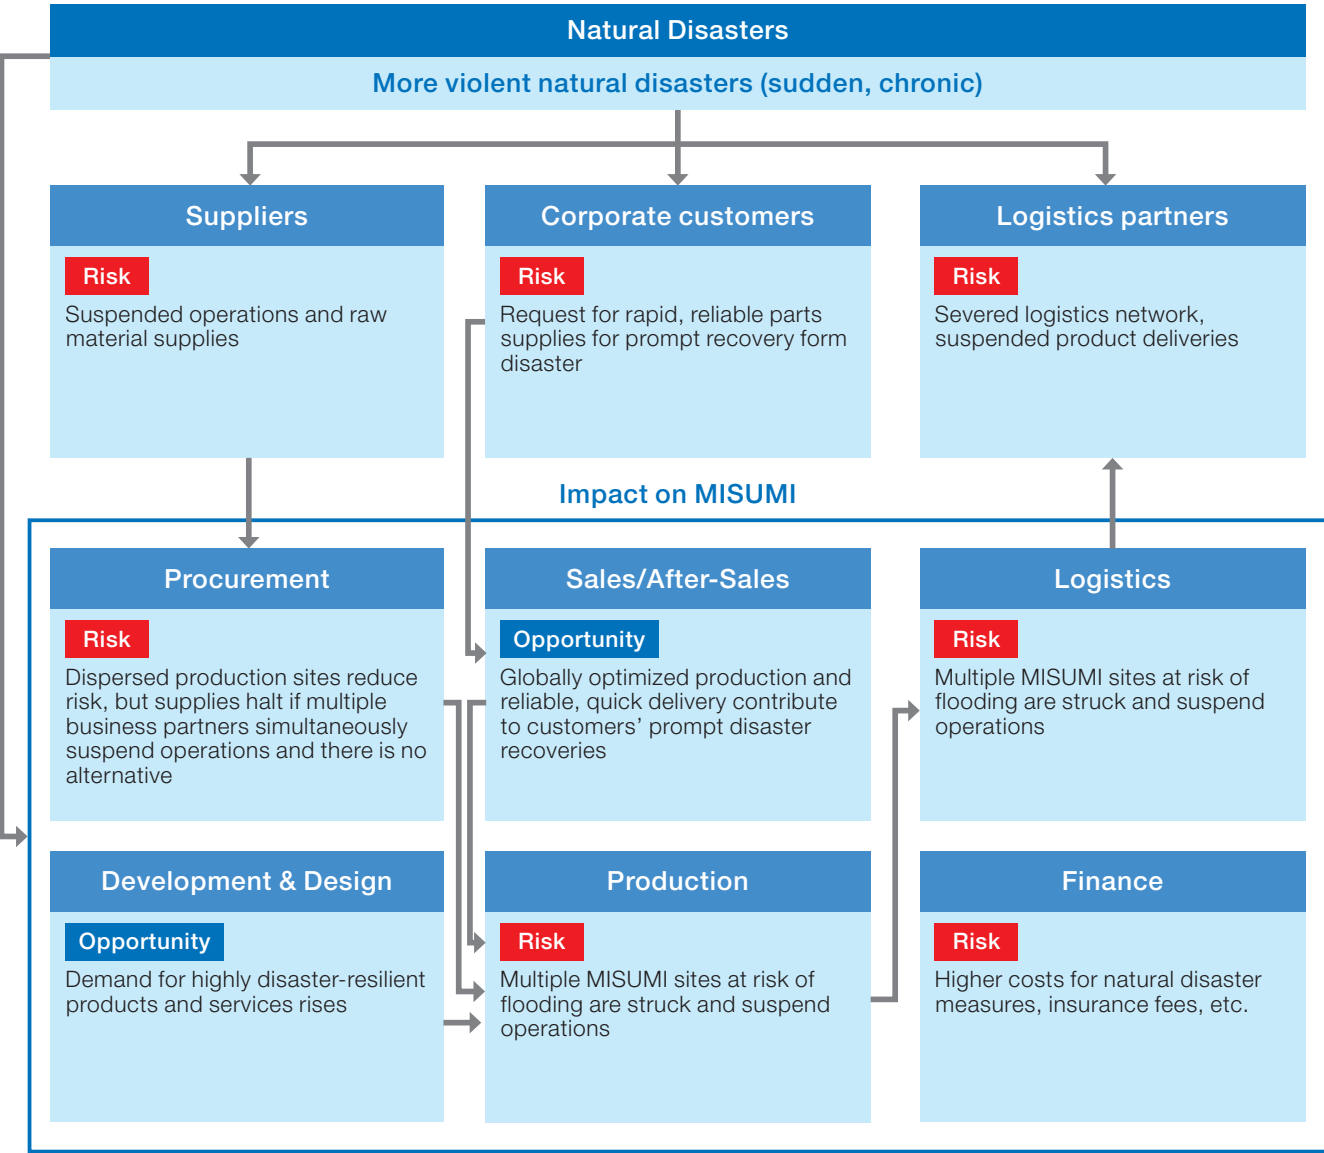 Natural Disasters
More violent natural disasters (sudden, chronic)
Suppliers
Risk
Suspended operations and raw
material supplies
Corporate customers
Risk
Request for rapid, reliable parts
supplies for prompt recovery form
disaster
Logistics partners
Risk
Severed logistics network,
suspended product deliveries
Impact on MISUMI
Procurement
Risk
Dispersed production sites reduce
risk, but supplies halt if multiple
business partners simultaneously
suspend operations and there is no
alternative
Sales/After-Sales
Opportunity
Globally optimized production and
reliable, quick delivery contribute
to customers’ prompt disaster
recoveries
Logistics
Risk
Multiple MISUMI sites at risk of
flooding are struck and suspend
operations
Development & Design
Opportunity
Demand for highly disaster-resilient
products and services rises
Production
Risk
Multiple MISUMI sites at risk of
flooding are struck and suspend
operations
Finance
Risk
Higher costs for natural disaster
measures, insurance fees, etc.